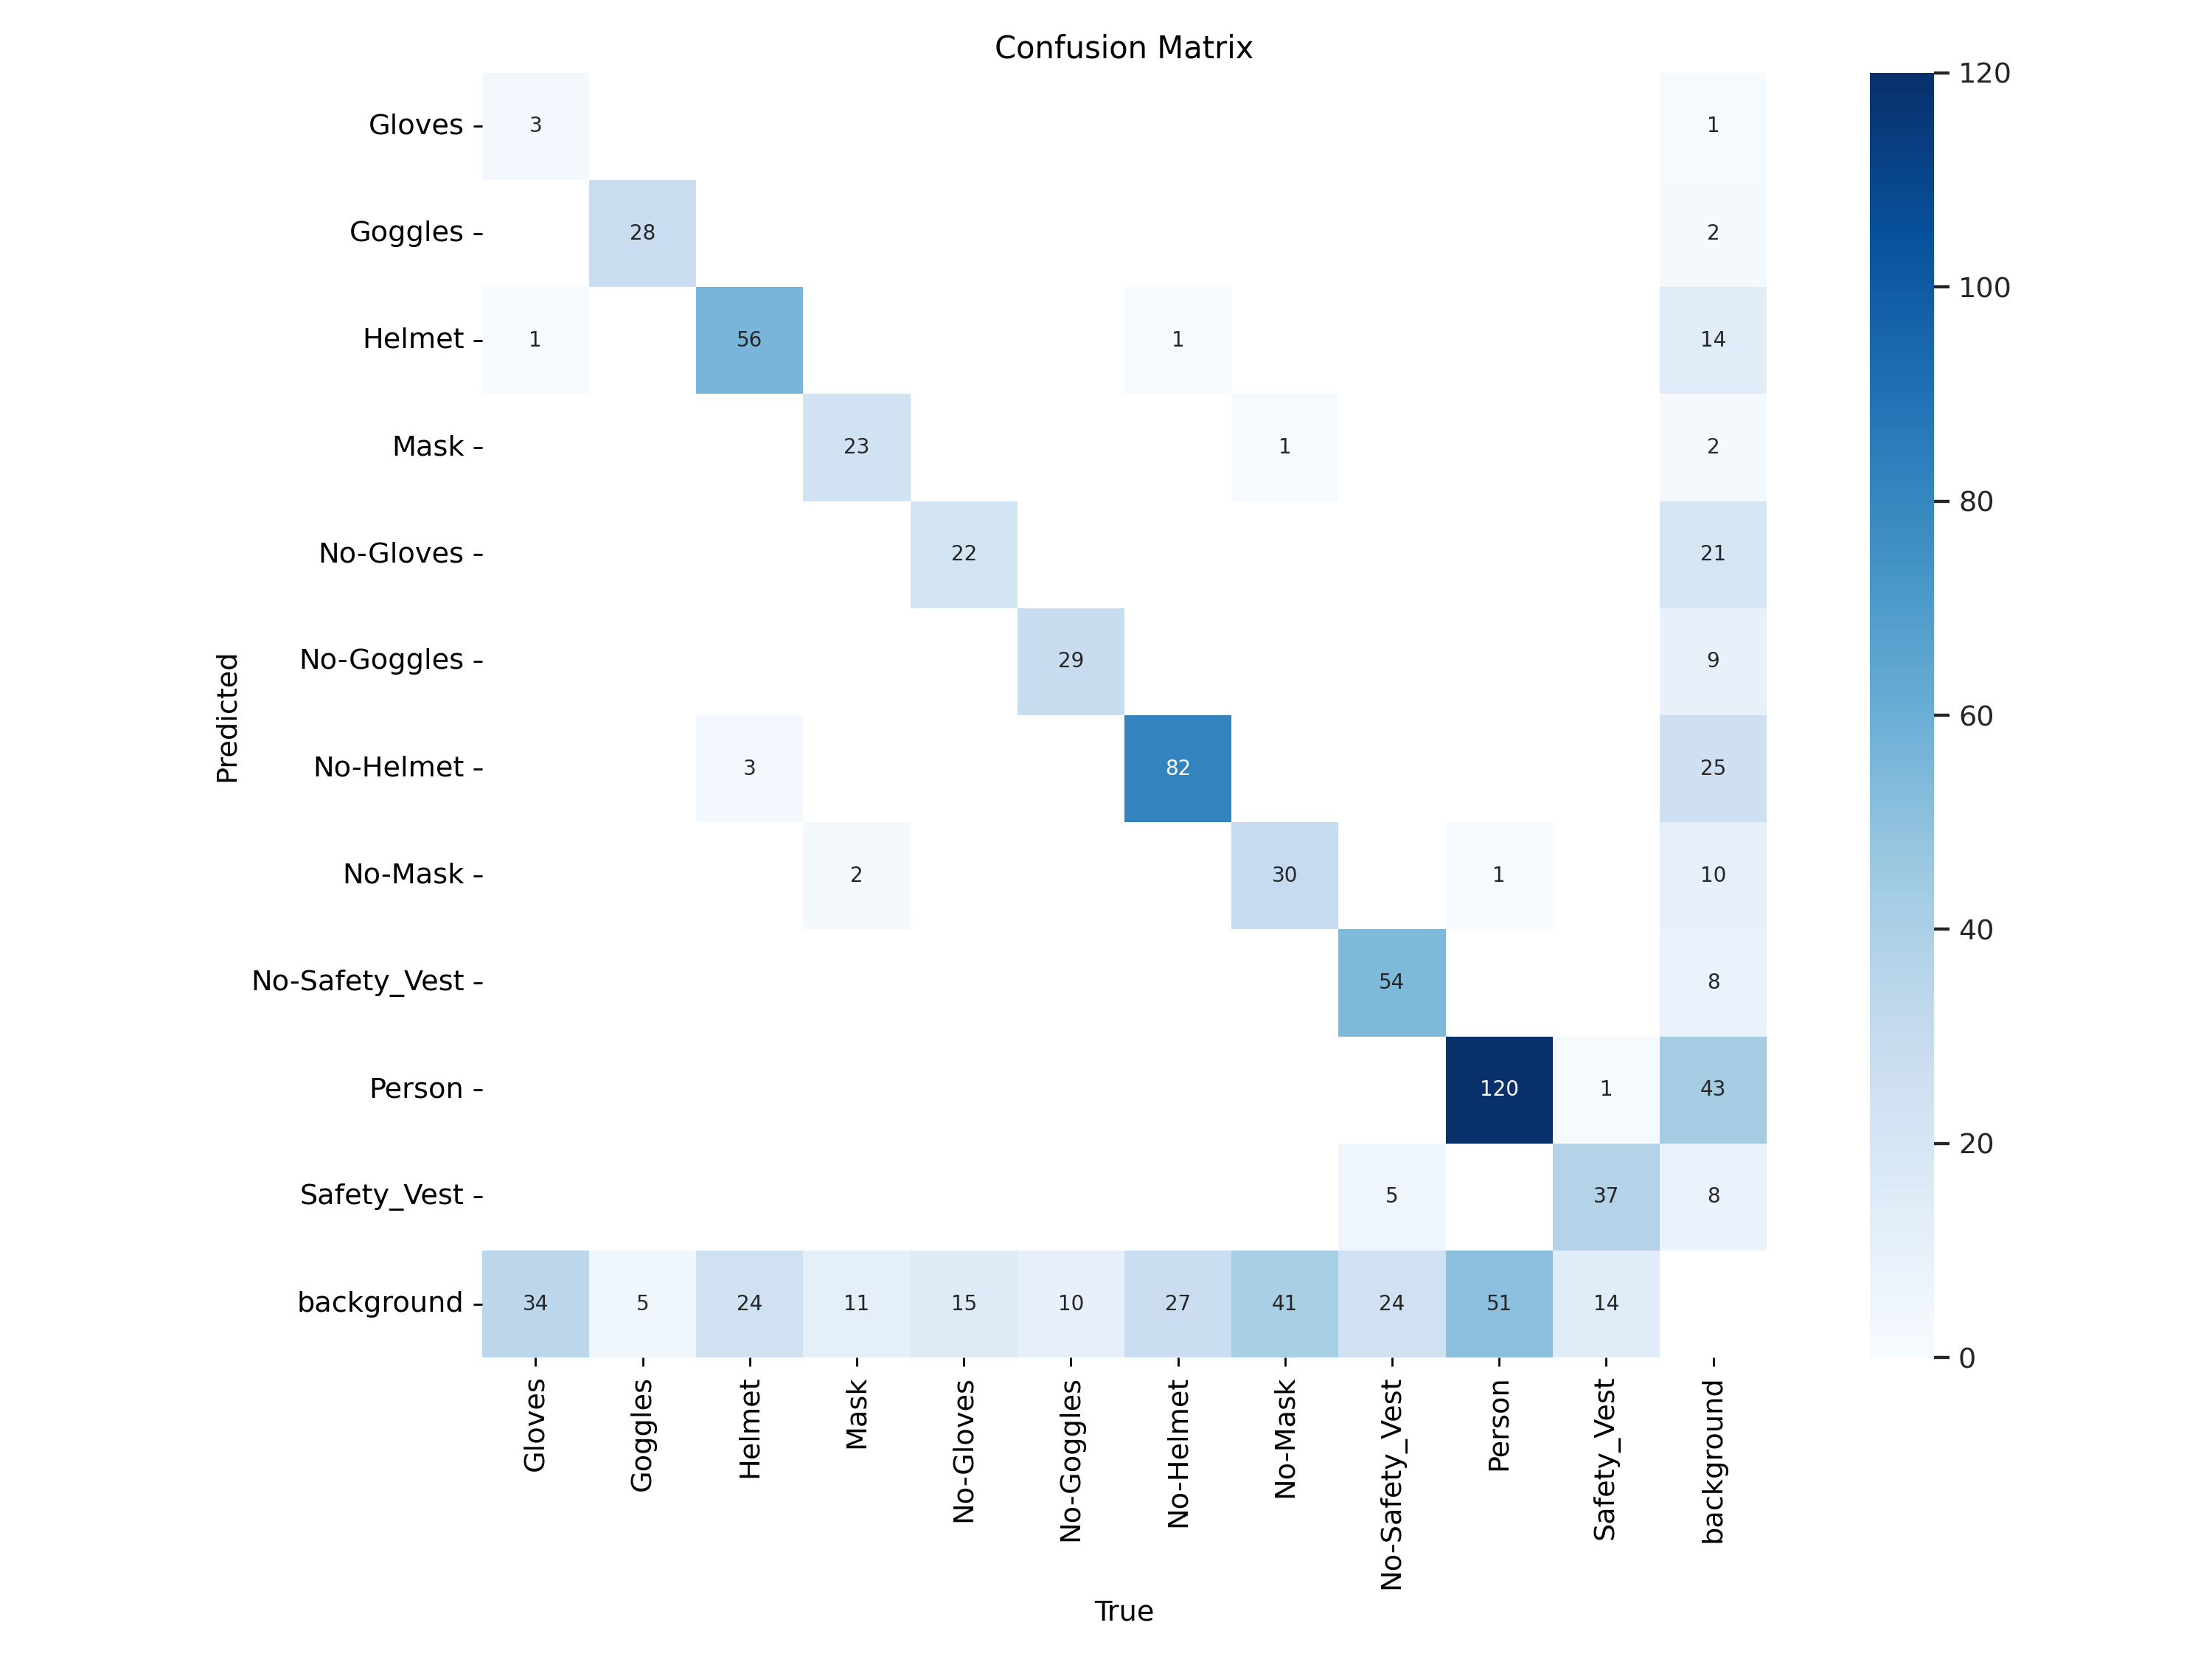 Confusion Matrix
Gloves 3 1
Goggles 28 2
Helmet 1 56 1 14
Mask 23 1 2
No-Gloves 22 21
No-Goggles 29 9
No-Helmet 3 82 25
No-Mask 2 30 1 10
No-Safety_Vest 54 8
Person 120 1 43
Safety_Vest 5 37 8
background 34 5 24 11 15 10 27 41 24 51 14
Predicted
Gloves Goggles Helmet Mask No-Gloves No-Goggles No-Helmet No-Mask No-Safety_Vest Person Safety_Vest background
True
120
100
80
60
40
20
0